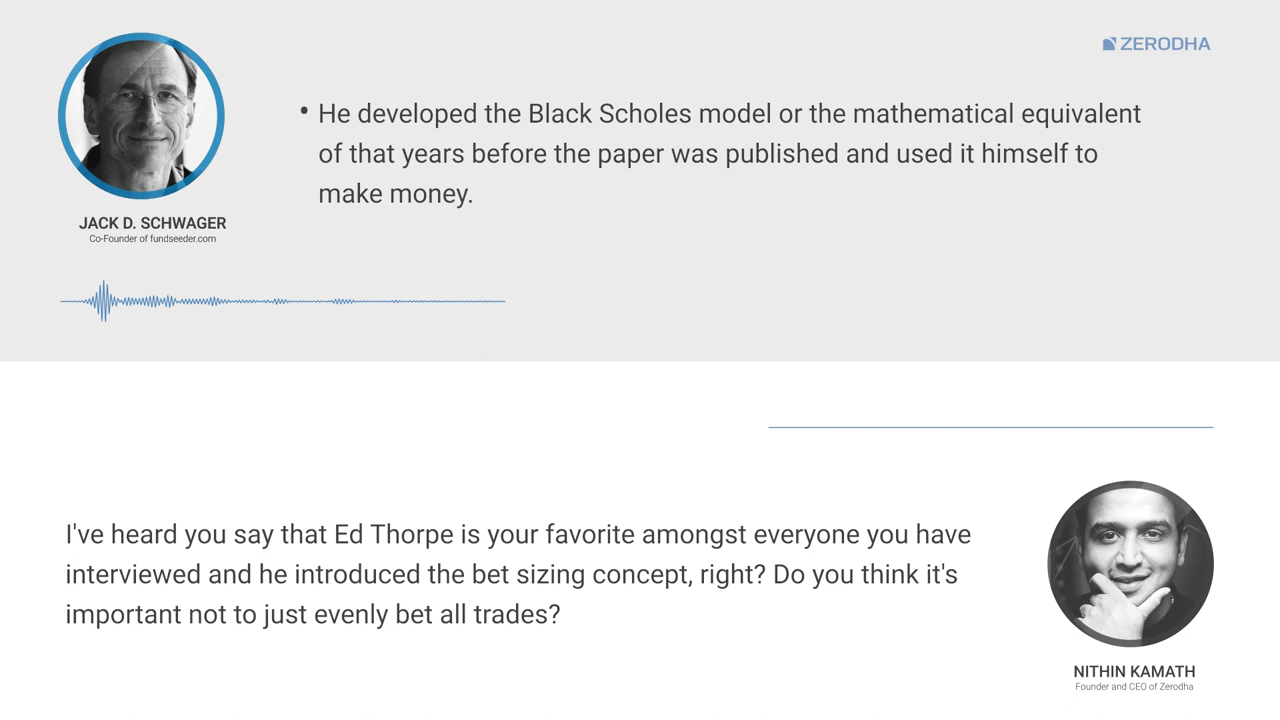 ZERODHA
• He developed the Black Scholes model or the mathematical equivalent
of that years before the paper was published and used it himself to
make money.
JACK D. SCHWAGER
Co-Founder of fundseeder.com
I've heard you say that Ed Thorpe is your favorite amongst everyone you have
interviewed and he introduced the bet sizing concept, right? Do you think it's
important not to just evenly bet all trades?
NITHIN KAMATH
Founder and CEO of Zerodha